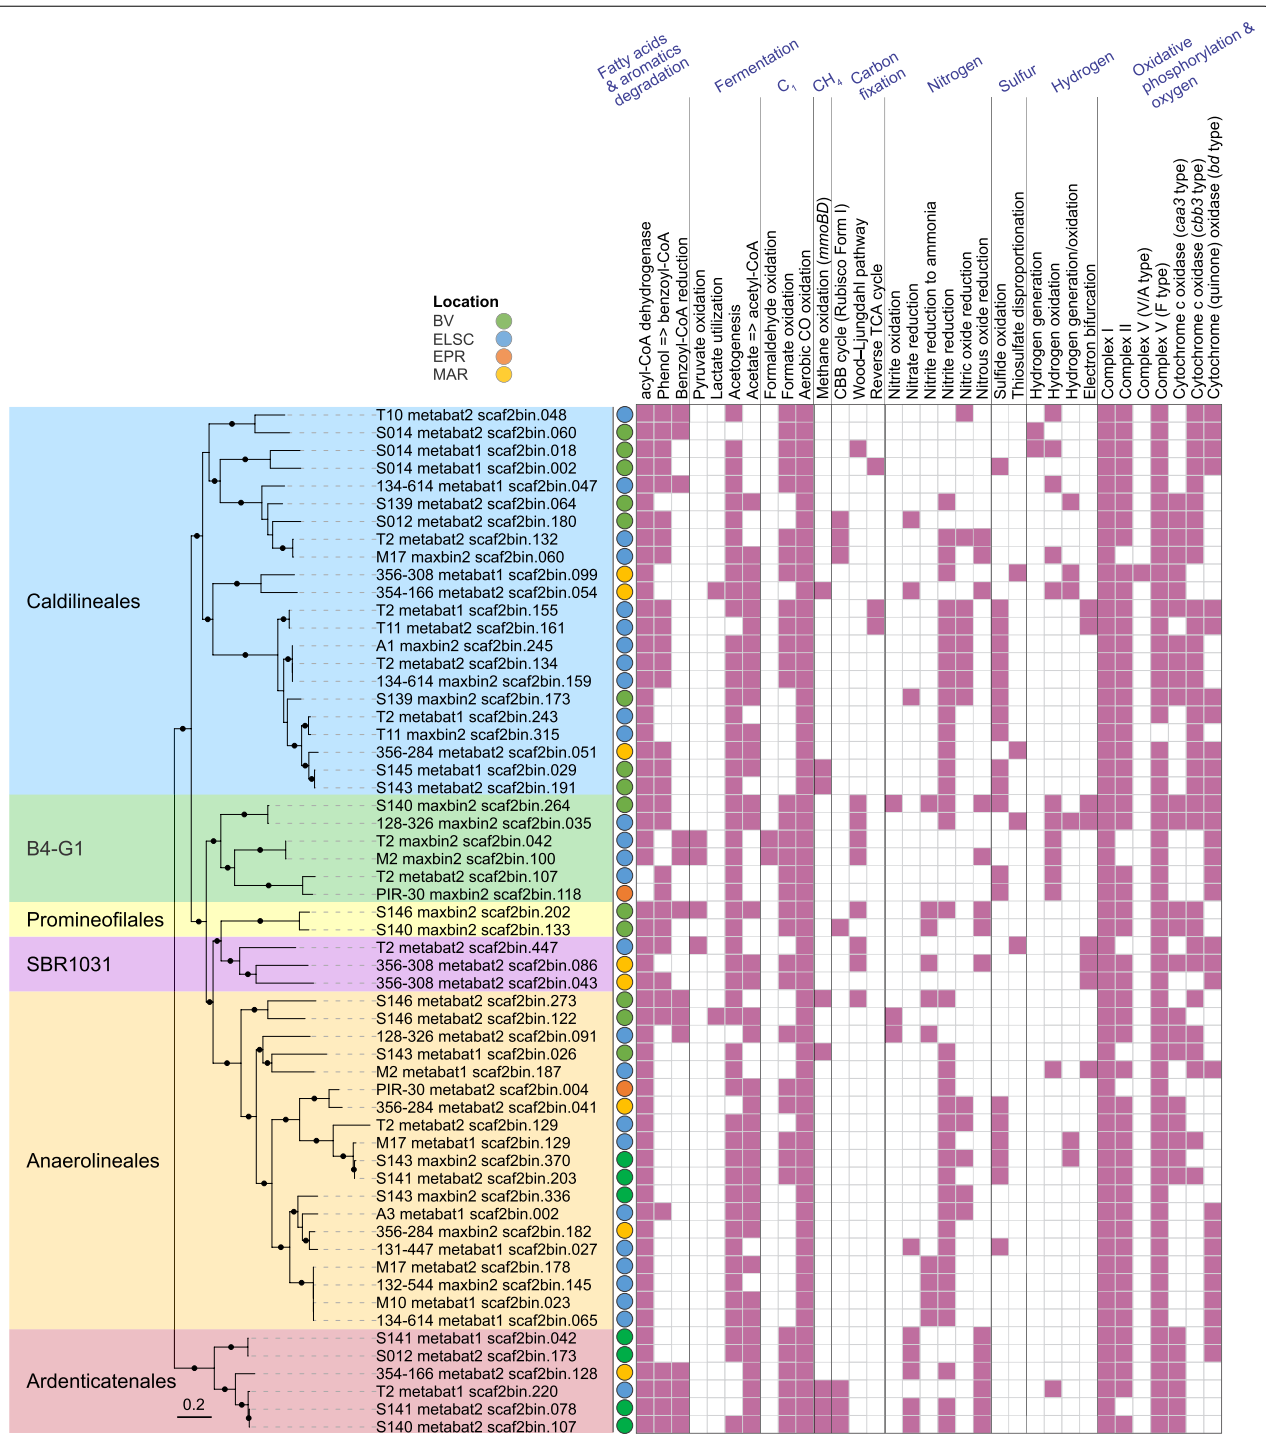 Fatty acids
& aromatics
degradation
Fermentation
C1
CH4
Carbon
fixation
Nitrogen
Sulfur
Hydrogen
Oxidative
phosphorylation &
oxygen
acyl-CoA dehydrogenase
Phenol => benzoyl-CoA
Benzoyl-CoA reduction
Pyruvate oxidation
Lactate utilization
Acetogenesis
Acetate => acetyl-CoA
Formaldehyde oxidation
Formate oxidation
Aerobic CO oxidation
Methane oxidation (mmoBD)
CBB cycle (Rubisco Form I)
Wood–Ljungdahl pathway
Reverse TCA cycle
Nitrite oxidation
Nitrate reduction
Nitrite reduction to ammonia
Nitrite reduction
Nitric oxide reduction
Nitrous oxide reduction
Sulfide oxidation
Thiosulfate disproportionation
Hydrogen generation
Hydrogen oxidation
Hydrogen generation/oxidation
Electron bifurcation
Complex I
Complex II
Complex V (V/A type)
Complex V (F type)
Cytochrome c oxidase (caa3 type)
Cytochrome c oxidase (cbb3 type)
Cytochrome (quinone) oxidase (bd type)
Location
BV
ELSC
EPR
MAR
T10 metabat2 scaf2bin.048
S014 metabat2 scaf2bin.060
S014 metabat1 scaf2bin.018
S014 metabat1 scaf2bin.002
134-614 metabat1 scaf2bin.047
S139 metabat2 scaf2bin.064
S012 metabat2 scaf2bin.180
T2 metabat2 scaf2bin.132
M17 maxbin2 scaf2bin.060
356-308 metabat1 scaf2bin.099
354-166 metabat2 scaf2bin.054
Caldilineales
T2 metabat1 scaf2bin.155
T11 metabat2 scaf2bin.161
A1 maxbin2 scaf2bin.245
T2 metabat2 scaf2bin.134
134-614 maxbin2 scaf2bin.159
S139 maxbin2 scaf2bin.173
T2 metabat1 scaf2bin.243
T11 maxbin2 scaf2bin.315
356-284 metabat2 scaf2bin.051
S145 metabat1 scaf2bin.029
S143 metabat2 scaf2bin.191
S140 maxbin2 scaf2bin.264
128-326 maxbin2 scaf2bin.035
T2 maxbin2 scaf2bin.042
B4-G1
M2 maxbin2 scaf2bin.100
T2 metabat2 scaf2bin.107
PIR-30 maxbin2 scaf2bin.118
S146 maxbin2 scaf2bin.202
Promineofilales
S140 maxbin2 scaf2bin.133
T2 metabat2 scaf2bin.447
SBR1031
356-308 metabat2 scaf2bin.086
356-308 metabat2 scaf2bin.043
S146 metabat2 scaf2bin.273
S146 metabat2 scaf2bin.122
128-326 metabat2 scaf2bin.091
S143 metabat1 scaf2bin.026
M2 metabat1 scaf2bin.187
PIR-30 metabat2 scaf2bin.004
356-284 metabat2 scaf2bin.041
T2 metabat2 scaf2bin.129
M17 metabat1 scaf2bin.129
Anaerolineales
S143 maxbin2 scaf2bin.370
S141 metabat2 scaf2bin.203
S143 maxbin2 scaf2bin.336
A3 metabat1 scaf2bin.002
356-284 maxbin2 scaf2bin.182
131-447 metabat1 scaf2bin.027
M17 metabat2 scaf2bin.178
132-544 maxbin2 scaf2bin.145
M10 metabat1 scaf2bin.023
134-614 metabat1 scaf2bin.065
S141 metabat1 scaf2bin.042
S012 metabat2 scaf2bin.173
354-166 metabat2 scaf2bin.128
Ardenticatenales
T2 metabat1 scaf2bin.220
S141 metabat2 scaf2bin.078
S140 metabat2 scaf2bin.107
0.2